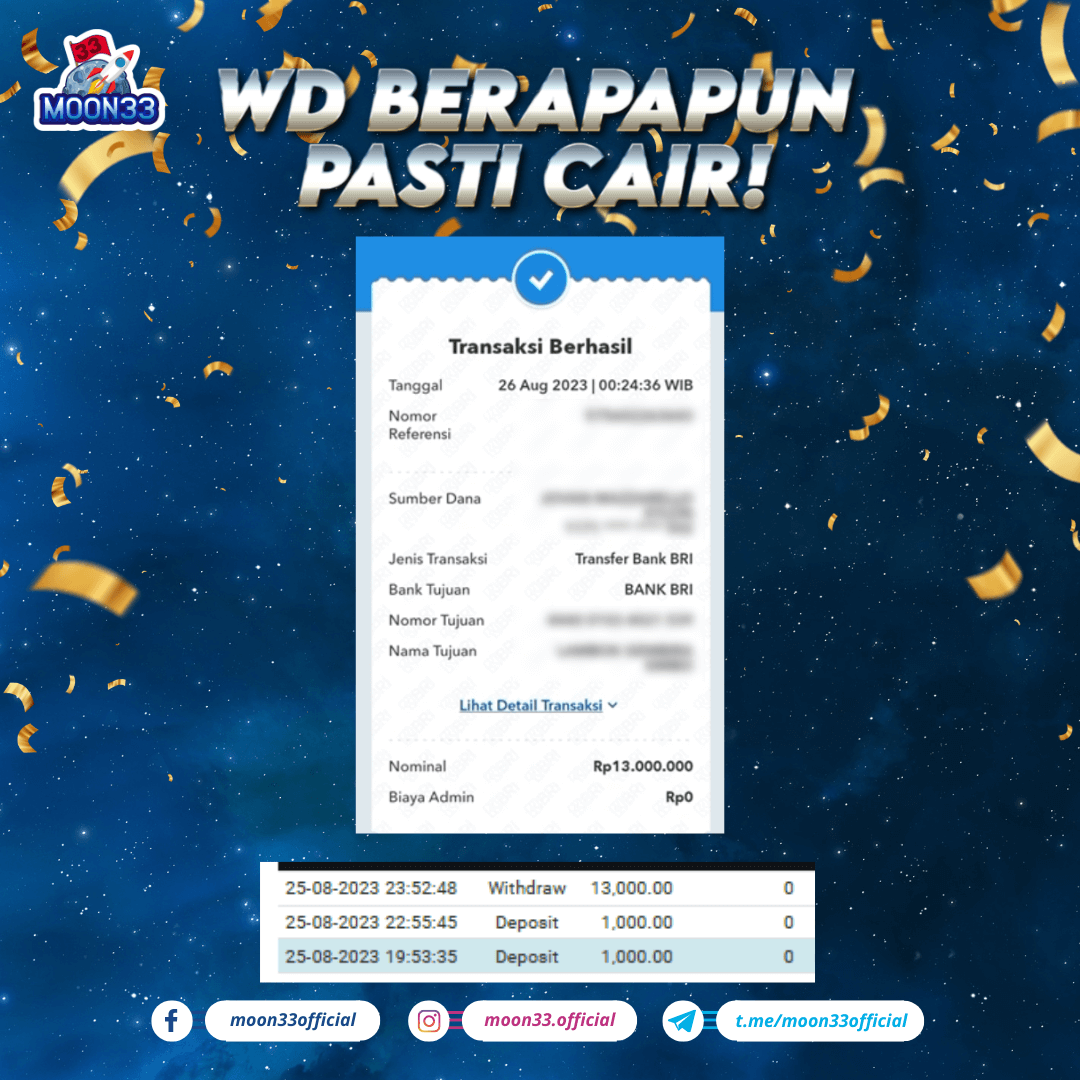 33
MOON33
WD BERAPAPUN
PASTI CAIR!
Transaksi Berhasil
Tanggal 26 Aug 2023 | 00:24:36 WIB
Nomor
Referensi
Sumber Dana
Jenis Transaksi Transfer Bank BRI
Bank Tujuan BANK BRI
Nomor Tujuan
Nama Tujuan
Lihat Detail Transaksi
Nominal Rp13.000.000
Biaya Admin Rp0
25-08-2023 23:52:48 Withdraw 13,000.00 0
25-08-2023 22:55:45 Deposit 1,000.00 0
25-08-2023 19:53:35 Deposit 1,000.00 0
moon33official moon33.official t.me/moon33official